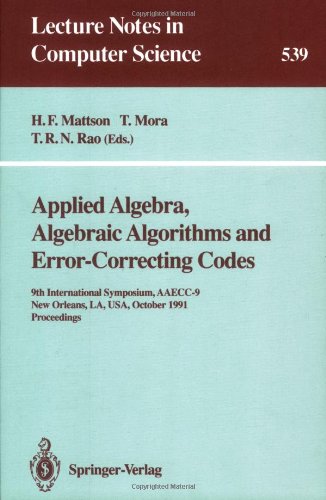 Lecture Notes in
Computer Science
539
H. F. Mattson T. Mora
T. R. N. Rao (Eds.)
Applied Algebra,
Algebraic Algorithms and
Error-Correcting Codes
9th International Symposium, AAECC-9
New Orleans, LA, USA, October 1991
Proceedings
Springer-Verlag